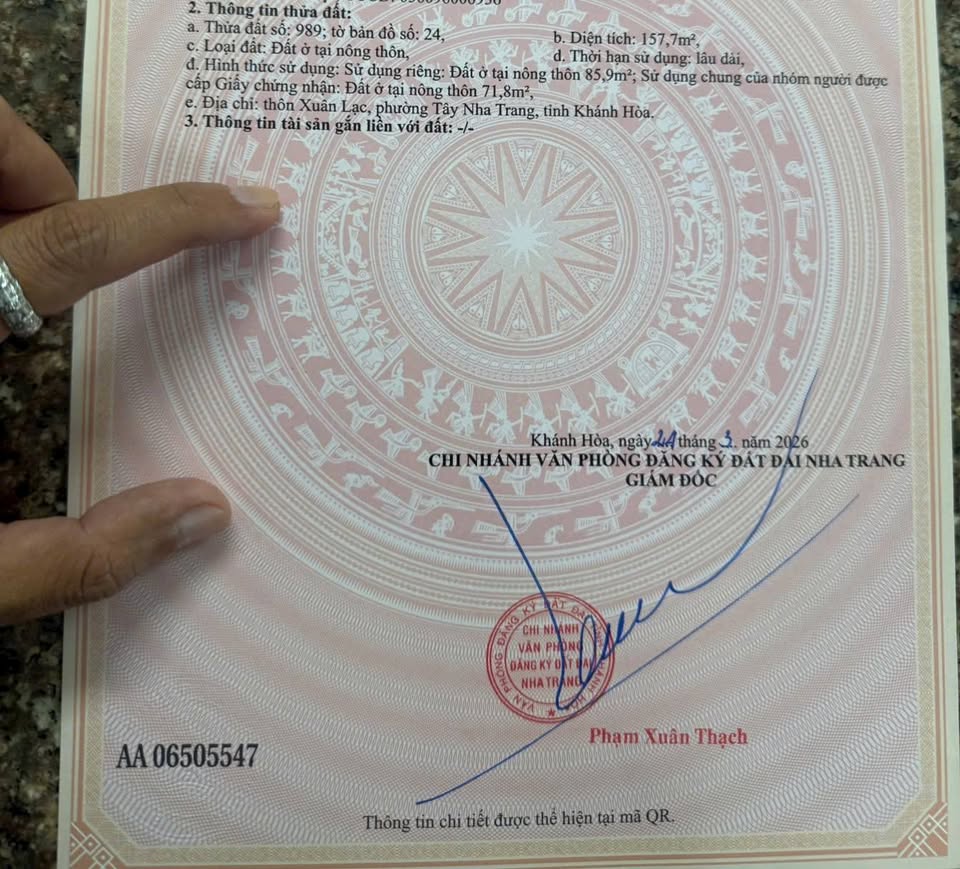 2. Thông tin thửa đất:
a. Thửa đất số: 989; tờ bản đồ số: 24,
b. Diện tích: 157,7m²,
c. Loại đất: Đất ở tại nông thôn,
d. Thời hạn sử dụng: lâu dài,
đ. Hình thức sử dụng: Sử dụng riêng: Đất ở tại nông thôn 85,9m²; Sử dụng chung của nhóm người được
cấp Giấy chứng nhận: Đất ở tại nông thôn 71,8m²,
e. Địa chỉ: thôn Xuân Lạc, phường Tây Nha Trang, tỉnh Khánh Hòa.
3. Thông tin tài sản gắn liền với đất: -/-
Khánh Hòa, ngày tháng 3. năm 2026
CHI NHÁNH VĂN PHÒNG ĐĂNG KÝ ĐẤT ĐAI NHA TRANG
GIÁM ĐỐC
CHI NHÁNH
VĂN PHÒNG
ĐĂNG KÝ ĐẤT ĐAI
NHA TRANG
Phạm Xuân Thạch
AA 06505547
Thông tin chi tiết được thể hiện tại mã QR.